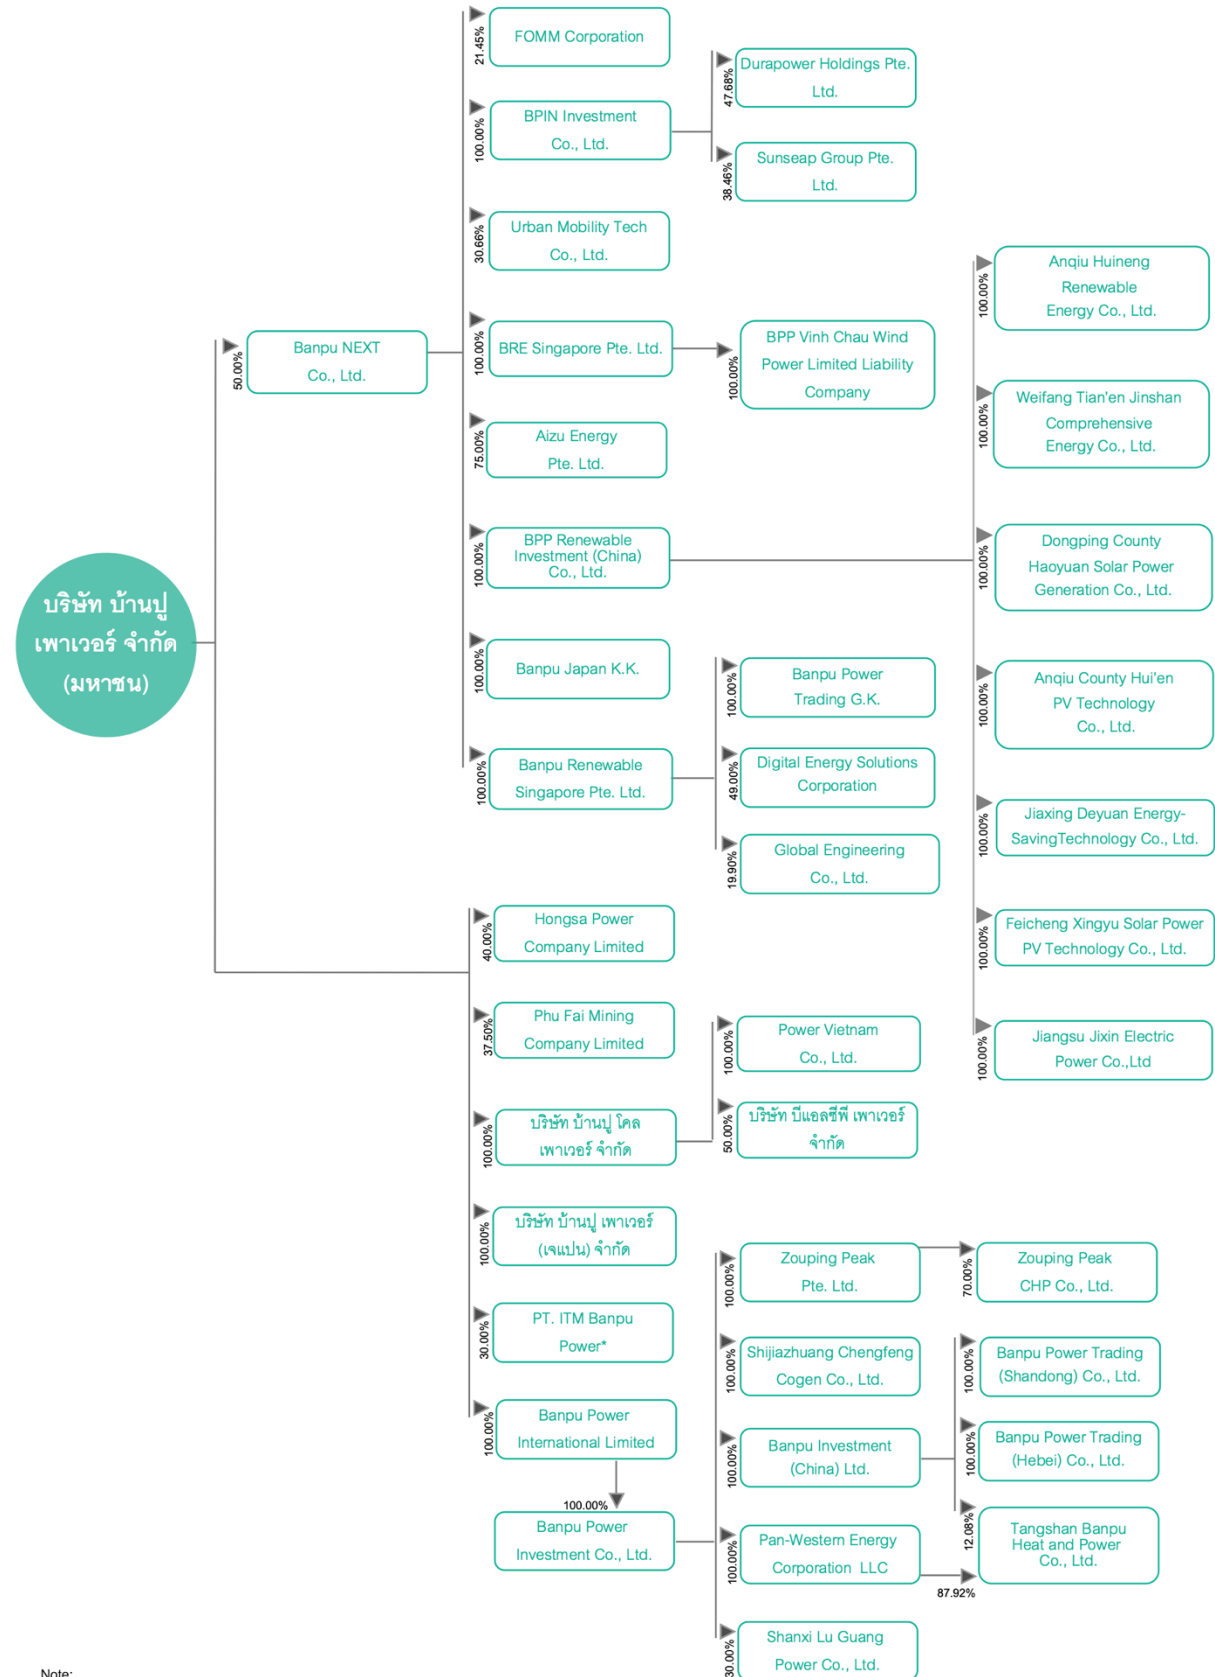 บริษัท บ้านปู
เพาเวอร์ จำกัด
(มหาชน)
50.00%
Banpu NEXT
Co., Ltd.
21.45%
FOMM Corporation
100.00%
BPIN Investment
Co., Ltd.
47.68%
Durapower Holdings Pte.
Ltd.
38.46%
Sunseap Group Pte.
Ltd.
30.66%
Urban Mobility Tech
Co., Ltd.
100.00%
BRE Singapore Pte. Ltd.
100.00%
BPP Vinh Chau Wind
Power Limited Liability
Company
75.00%
Aizu Energy
Pte. Ltd.
100.00%
BPP Renewable
Investment (China)
Co., Ltd.
100.00%
Anqiu Huineng
Renewable
Energy Co., Ltd.
100.00%
Weifang Tian'en Jinshan
Comprehensive
Energy Co., Ltd.
100.00%
Dongping County
Haoyuan Solar Power
Generation Co., Ltd.
100.00%
Anqiu County Hui'en
PV Technology
Co., Ltd.
100.00%
Jiaxing Deyuan Energy-
SavingTechnology Co., Ltd.
100.00%
Feicheng Xingyu Solar Power
PV Technology Co., Ltd.
100.00%
Jiangsu Jixin Electric
Power Co.,Ltd
100.00%
Banpu Japan K.K.
100.00%
Banpu Renewable
Singapore Pte. Ltd.
100.00%
Banpu Power
Trading G.K.
49.00%
Digital Energy Solutions
Corporation
19.90%
Global Engineering
Co., Ltd.
40.00%
Hongsa Power
Company Limited
37.50%
Phu Fai Mining
Company Limited
100.00%
บริษัท บ้านปู โคล
เพาเวอร์ จำกัด
100.00%
Power Vietnam
Co., Ltd.
50.00%
บริษัท บีแอลซีพี เพาเวอร์
จำกัด
100.00%
บริษัท บ้านปู เพาเวอร์
(เจแปน) จำกัด
30.00%
PT. ITM Banpu
Power*
100.00%
Banpu Power
International Limited
100.00%
Banpu Power
Investment Co., Ltd.
100.00%
Zouping Peak
Pte. Ltd.
70.00%
Zouping Peak
CHP Co., Ltd.
100.00%
Shijiazhuang Chengfeng
Cogen Co., Ltd.
100.00%
Banpu Investment
(China) Ltd.
100.00%
Banpu Power Trading
(Shandong) Co., Ltd.
100.00%
Banpu Power Trading
(Hebei) Co., Ltd.
12.08%
Tangshan Banpu
Heat and Power
Co., Ltd.
100.00%
Pan-Western Energy
Corporation LLC
87.92%
30.00%
Shanxi Lu Guang
Power Co., Ltd.
Note: